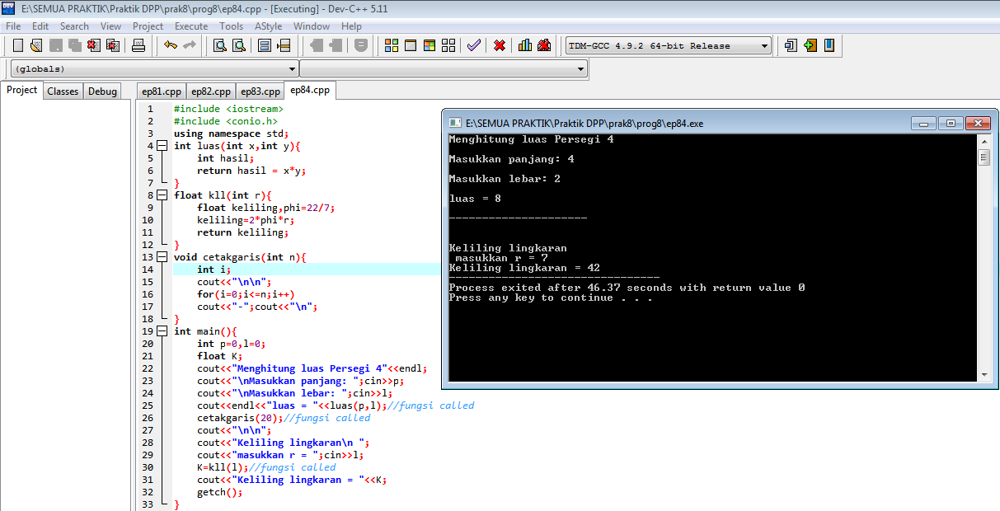 E:\SEMUA PRAKTIK\Praktik DPP\prak8\prog8\ep84.cpp - [Executing] - Dev-C++ 5.11
File Edit Search View Project Execute Tools AStyle Window Help
TDM-GCC 4.9.2 64-bit Release
(globals)
Project Classes Debug
ep81.cpp ep82.cpp ep83.cpp ep84.cpp
1 #include <iostream>
2 #include <conio.h>
3 using namespace std;
4 int luas(int x,int y){
5 int hasil;
6 return hasil = x*y;
7 }
8 float kll(int r){
9 float keliling,phi=22/7;
10 keliling=2*phi*r;
11 return keliling;
12 }
13 void cetakgaris(int n){
14 int i;
15 cout<<"\n\n";
16 for(i=0;i<=n;i++)
17 cout<<"-";cout<<"\n";
18 }
19 int main(){
20 int p=0,l=0;
21 float K;
22 cout<<"Menghitung luas Persegi 4"<<endl;
23 cout<<"\nMasukkan panjang: ";cin>>p;
24 cout<<"\nMasukkan lebar: ";cin>>l;
25 cout<<endl<<"luas = "<<luas(p,l);//fungsi called
26 cetakgaris(20);//fungsi called
27 cout<<"\n\n";
28 cout<<"Keliling lingkaran\n ";
29 cout<<"masukkan r = ";cin>>l;
30 K=kll(l);//fungsi called
31 cout<<"Keliling lingkaran = "<<K;
32 getch();
33 }
E:\SEMUA PRAKTIK\Praktik DPP\prak8\prog8\ep84.exe
Menghitung luas Persegi 4
Masukkan panjang: 4
Masukkan lebar: 2
luas = 8
---------------------
Keliling lingkaran
masukkan r = 7
Keliling lingkaran = 42
--------------------------------
Process exited after 46.37 seconds with return value 0
Press any key to continue . . .